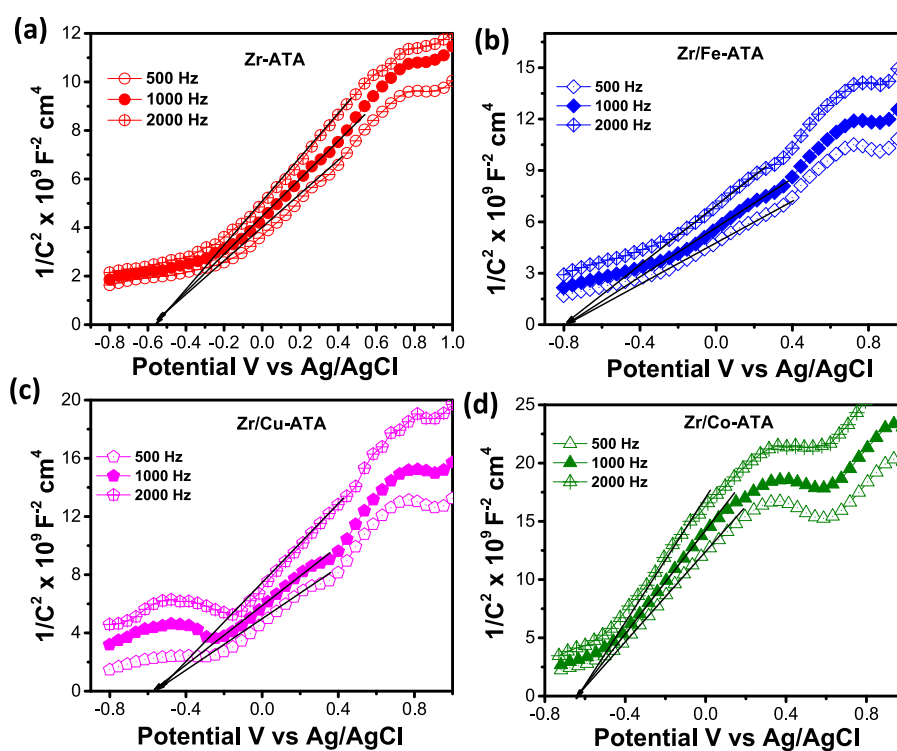 (a)
Zr-ATA
500 Hz
1000 Hz
2000 Hz
1/C² x 10⁹ F⁻² cm⁴
12
10
8
6
4
2
0
-0.8 -0.6 -0.4 -0.2 0.0 0.2 0.4 0.6 0.8 1.0
Potential V vs Ag/AgCl
(b)
Zr/Fe-ATA
500 Hz
1000 Hz
2000 Hz
1/C² x 10⁹ F⁻² cm⁴
15
12
9
6
3
0
-0.8 -0.4 0.0 0.4 0.8
Potential V vs Ag/AgCl
(c)
Zr/Cu-ATA
500 Hz
1000 Hz
2000 Hz
1/C² x 10⁹ F⁻² cm⁴
20
16
12
8
4
0
-0.8 -0.4 0.0 0.4 0.8
Potential V vs Ag/AgCl
(d)
Zr/Co-ATA
500 Hz
1000 Hz
2000 Hz
1/C² x 10⁹ F⁻² cm⁴
25
20
15
10
5
0
-0.8 -0.4 0.0 0.4 0.8
Potential V vs Ag/AgCl